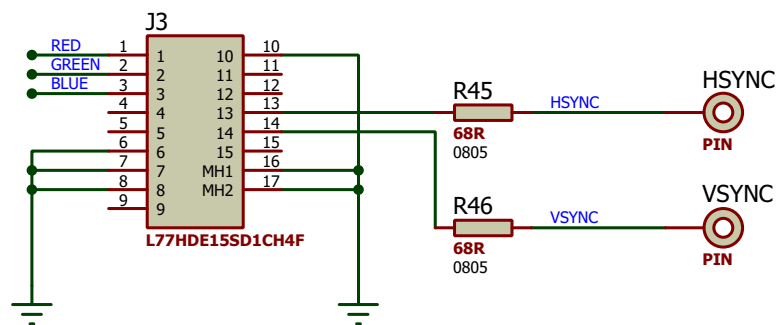 J3
RED 1 1 10 10
GREEN 2 2 11 11
BLUE 3 3 12 12
4 4 13 13
5 5 14 14
6 6 15 15
7 7 MH1 16
8 8 MH2 17
9 9
L77HDE15SD1CH4F
R45
68R
0805
HSYNC
HSYNC
PIN
R46
68R
0805
VSYNC
VSYNC
PIN